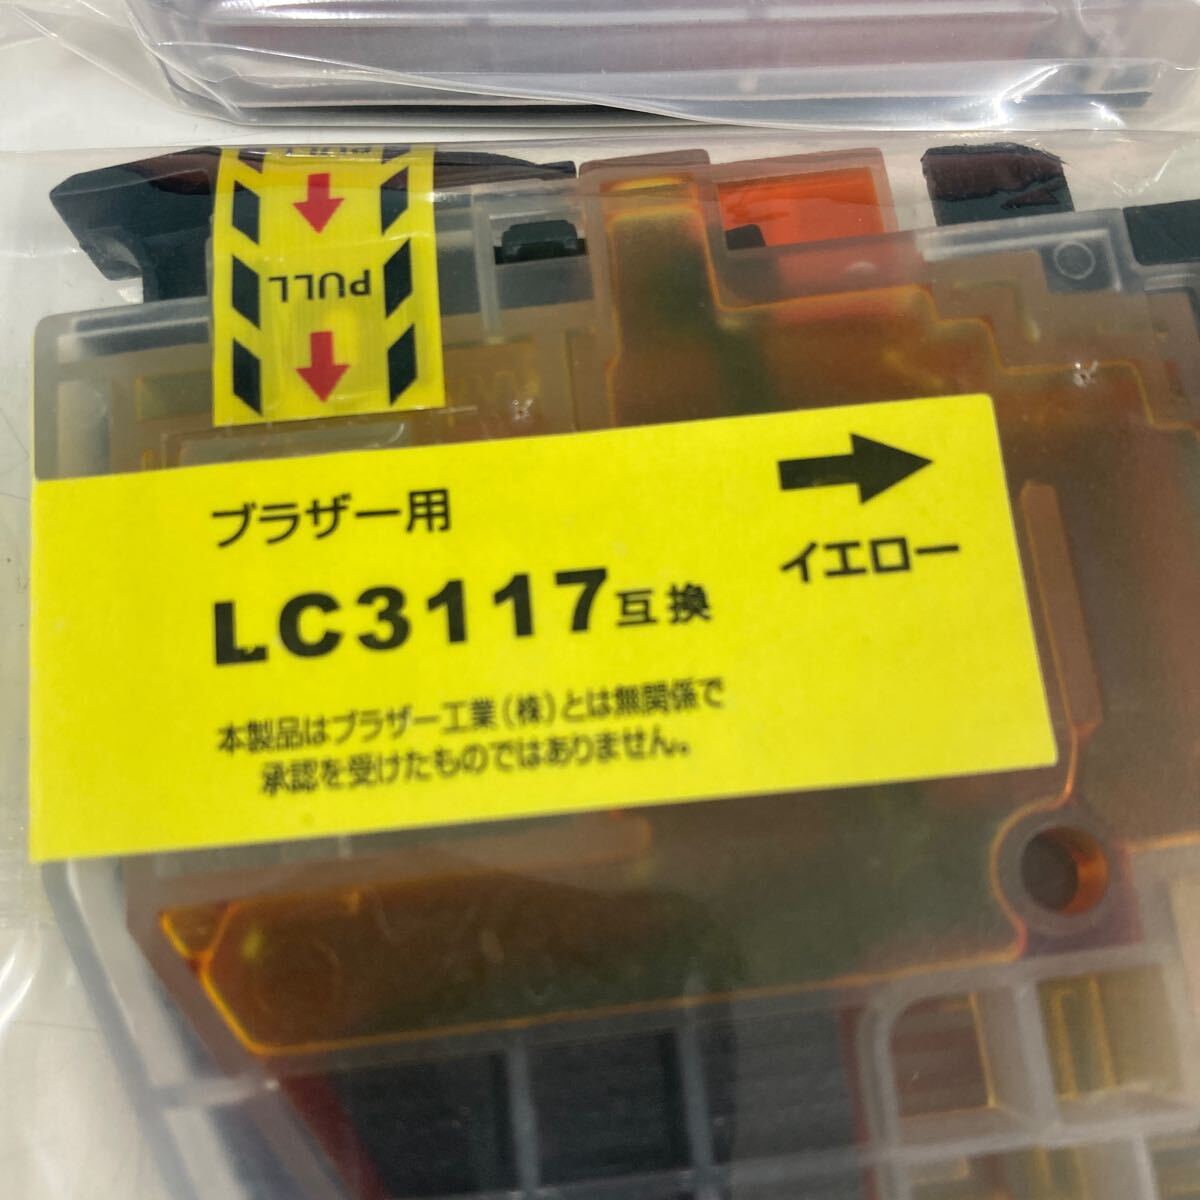 PULL
PULL
ブラザー用
LC3117互換
イエロー
本製品はブラザー工業(株)とは無関係で
承認を受けたものではありません。